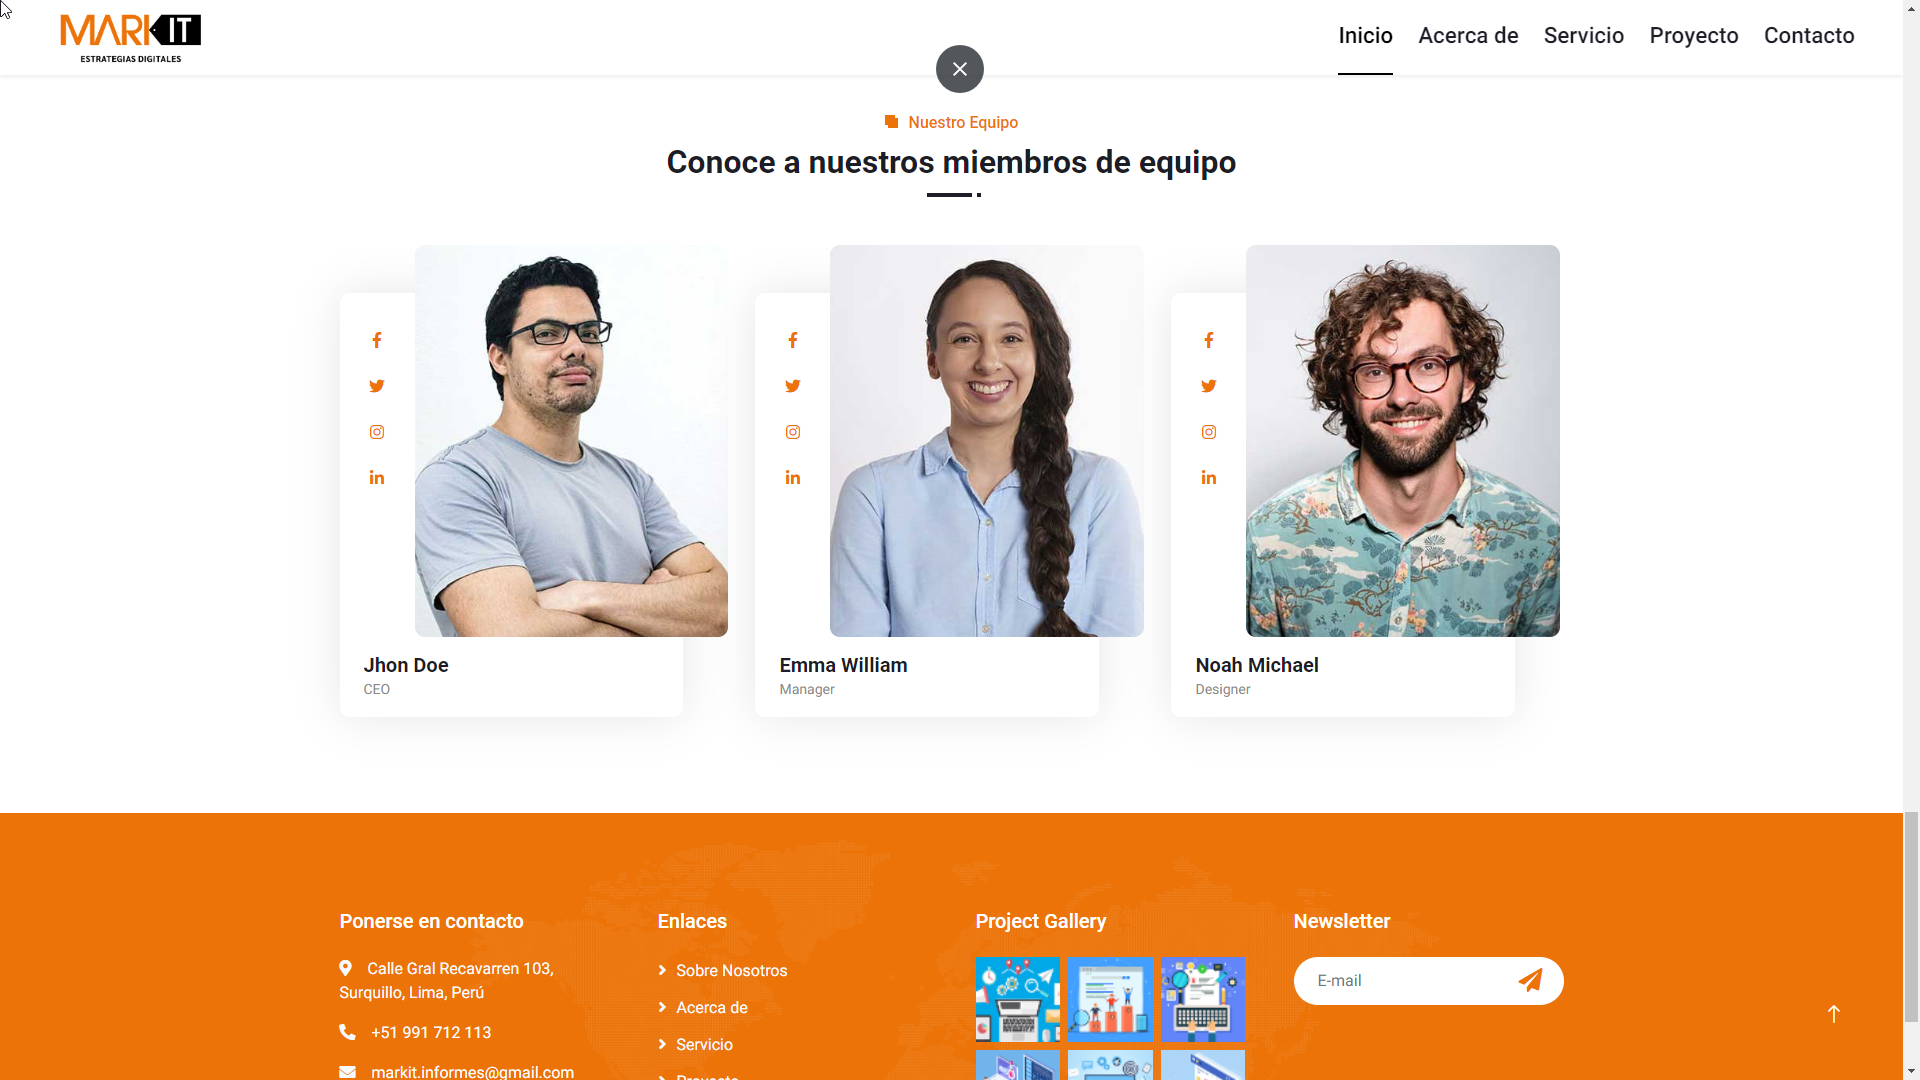 MARKIT
ESTRATEGIAS DIGITALES
Inicio
Acerca de
Servicio
Proyecto
Contacto
Nuestro Equipo
Conoce a nuestros miembros de equipo
Jhon Doe
CEO
Emma William
Manager
Noah Michael
Designer
Ponerse en contacto
Calle Gral Recavarren 103,
Surquillo, Lima, Perú
+51 991 712 113
markit.informes@gmail.com
Enlaces
Sobre Nosotros
Acerca de
Servicio
Proyecto
Project Gallery
Newsletter
E-mail